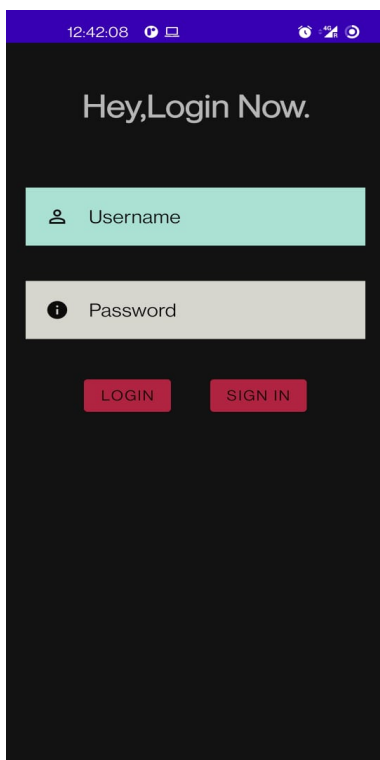 12:42:08
Hey,Login Now.
Username
Password
LOGIN SIGN IN